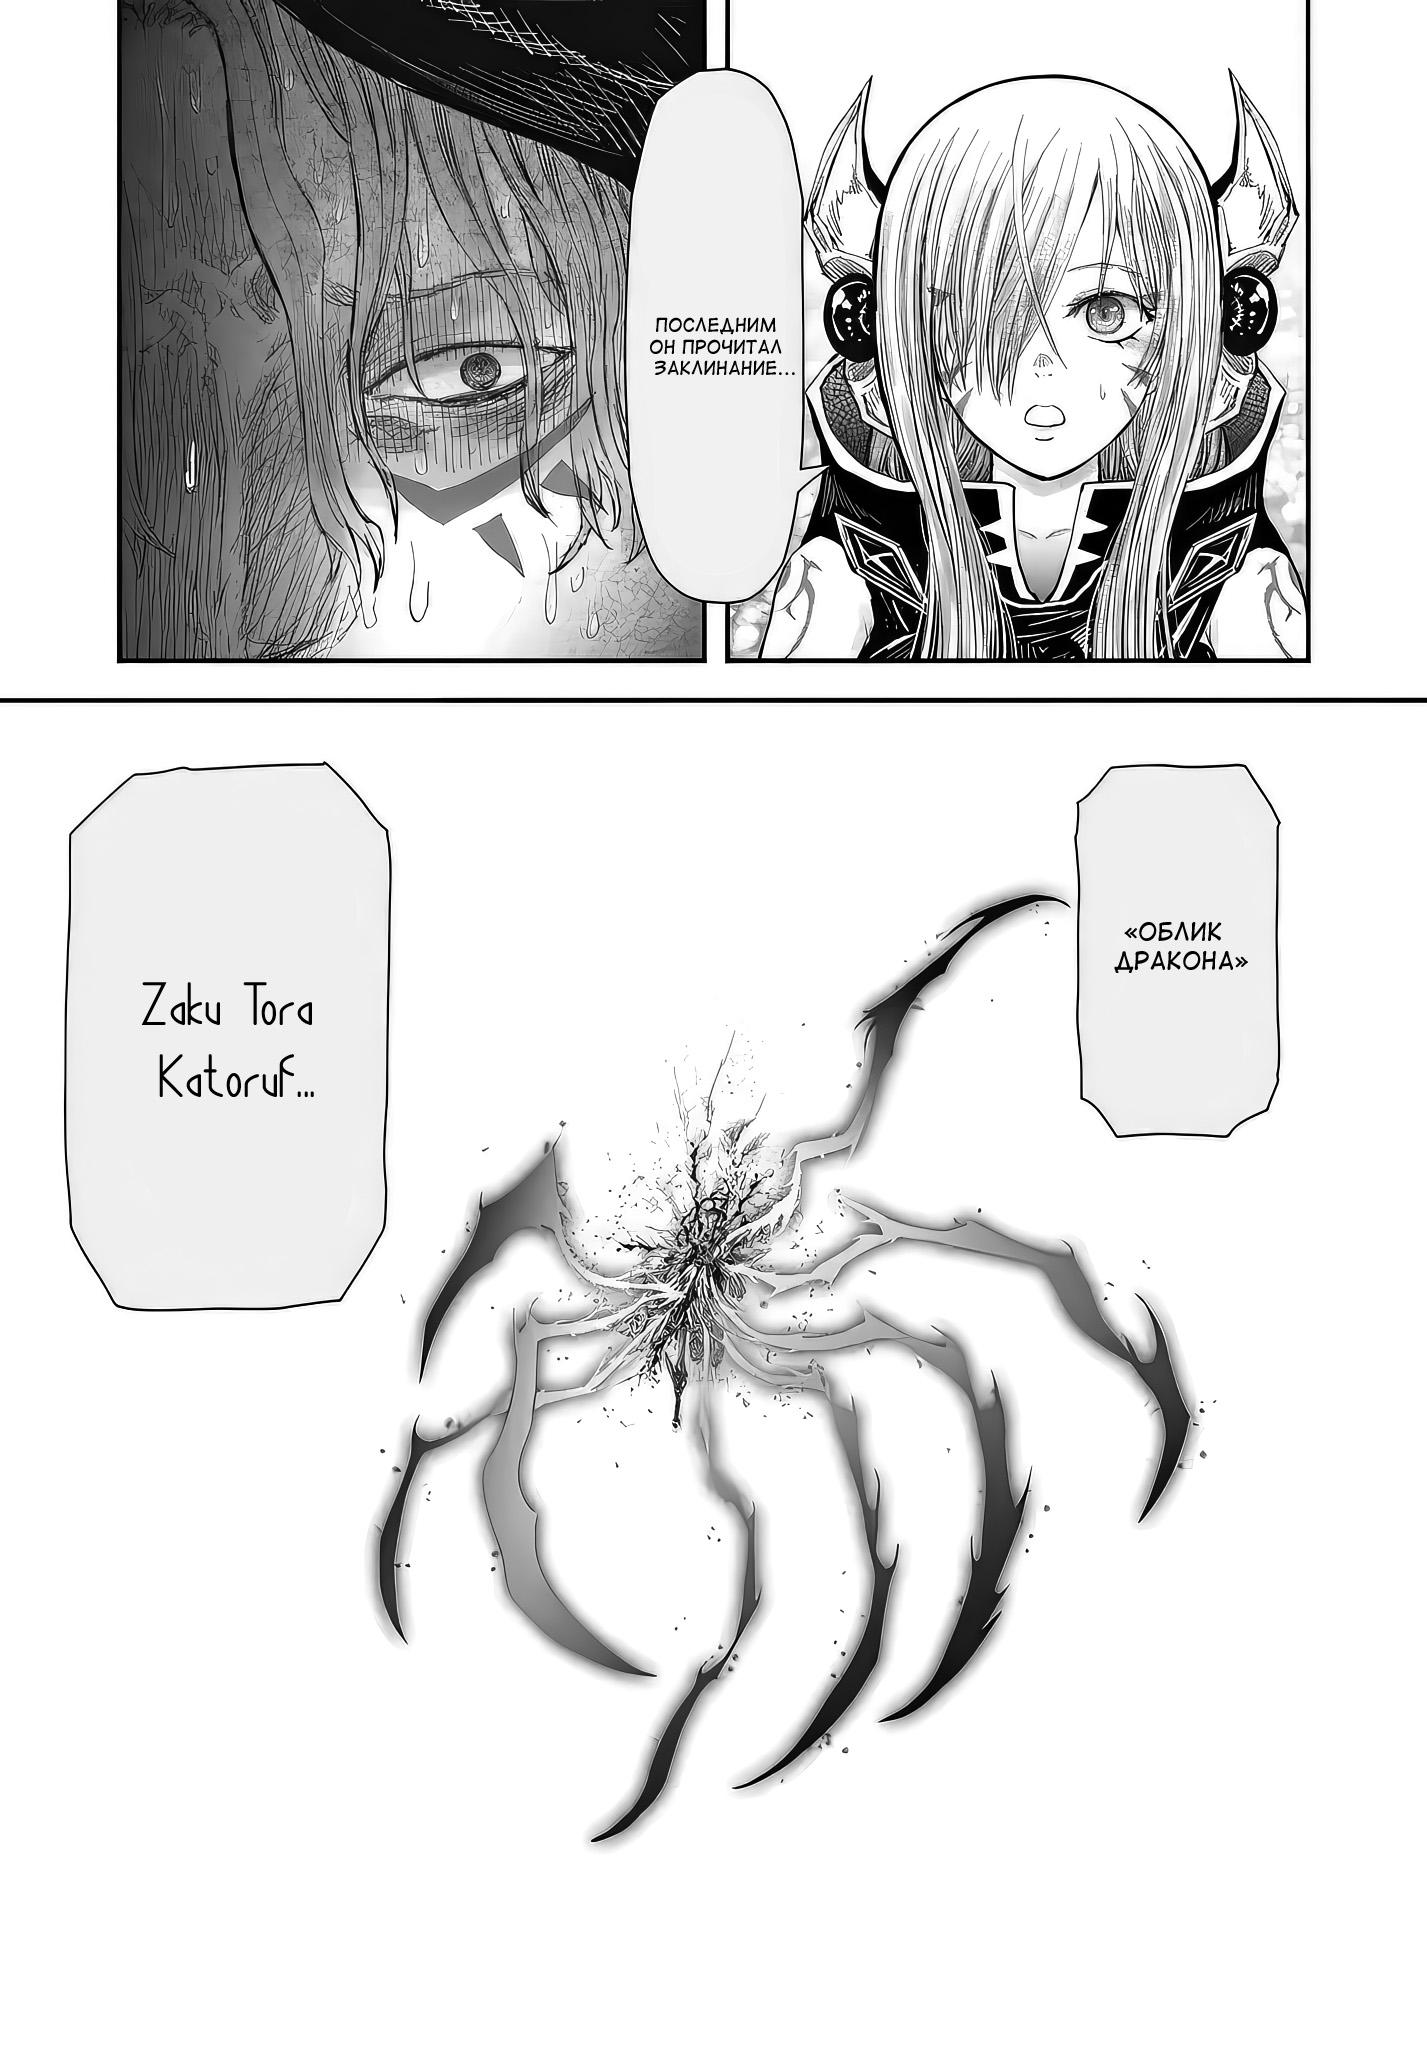 ПОСЛЕДНИМ
ОН ПРОЧИТАЛ
ЗАКЛИНАНИЕ...
«ОБЛИК
ДРАКОНА»
Zaku Tora
Katoruf...